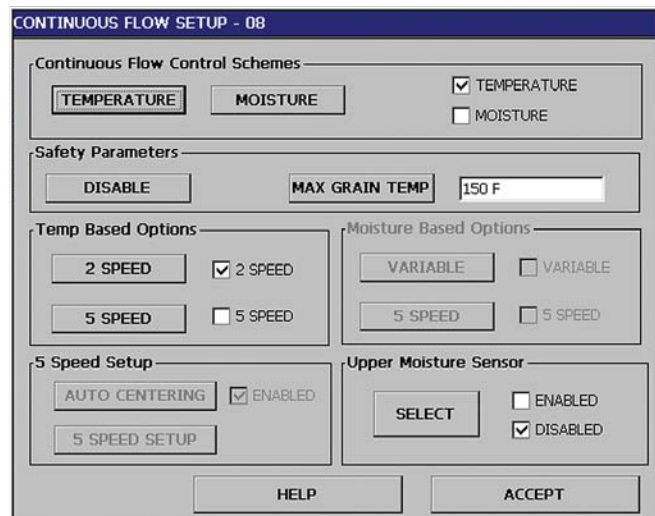 CONTINUOUS FLOW SETUP - 08
Continuous Flow Control Schemes
TEMPERATURE MOISTURE TEMPERATURE
MOISTURE
Safety Parameters
DISABLE MAX GRAIN TEMP 150 F
Temp Based Options
2 SPEED 2 SPEED
5 SPEED 5 SPEED
Moisture Based Options
VARIABLE VARIABLE
5 SPEED 5 SPEED
5 Speed Setup
AUTO CENTERING ENABLED
5 SPEED SETUP
Upper Moisture Sensor
SELECT ENABLED
DISABLED
HELP ACCEPT